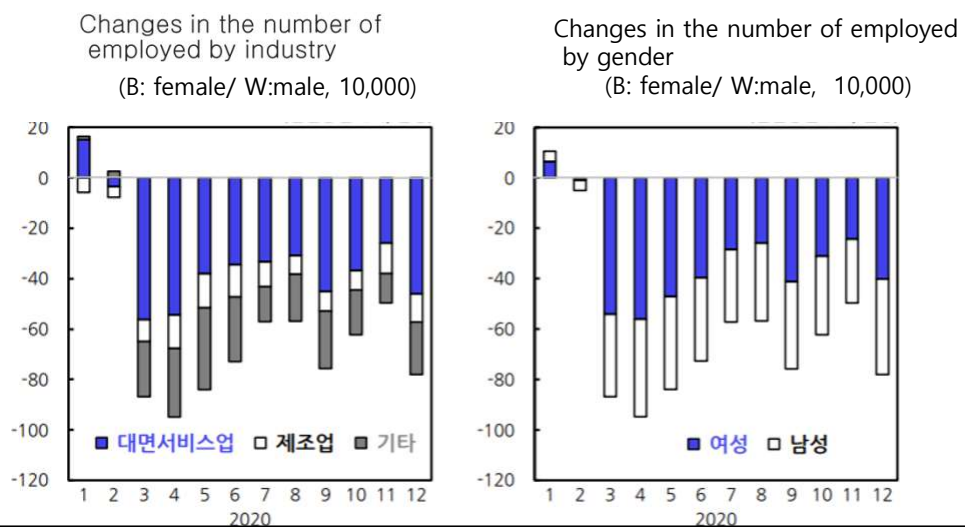 Changes in the number of
employed by industry
(B: female/ W:male, 10,000)
20
0
-20
-40
-60
-80
-100
-120
대면서비스업 제조업 기타
1 2 3 4 5 6 7 8 9 10 11 12
2020
Changes in the number of employed
by gender
(B: female/ W:male, 10,000)
20
0
-20
-40
-60
-80
-100
-120
여성 남성
1 2 3 4 5 6 7 8 9 10 11 12
2020